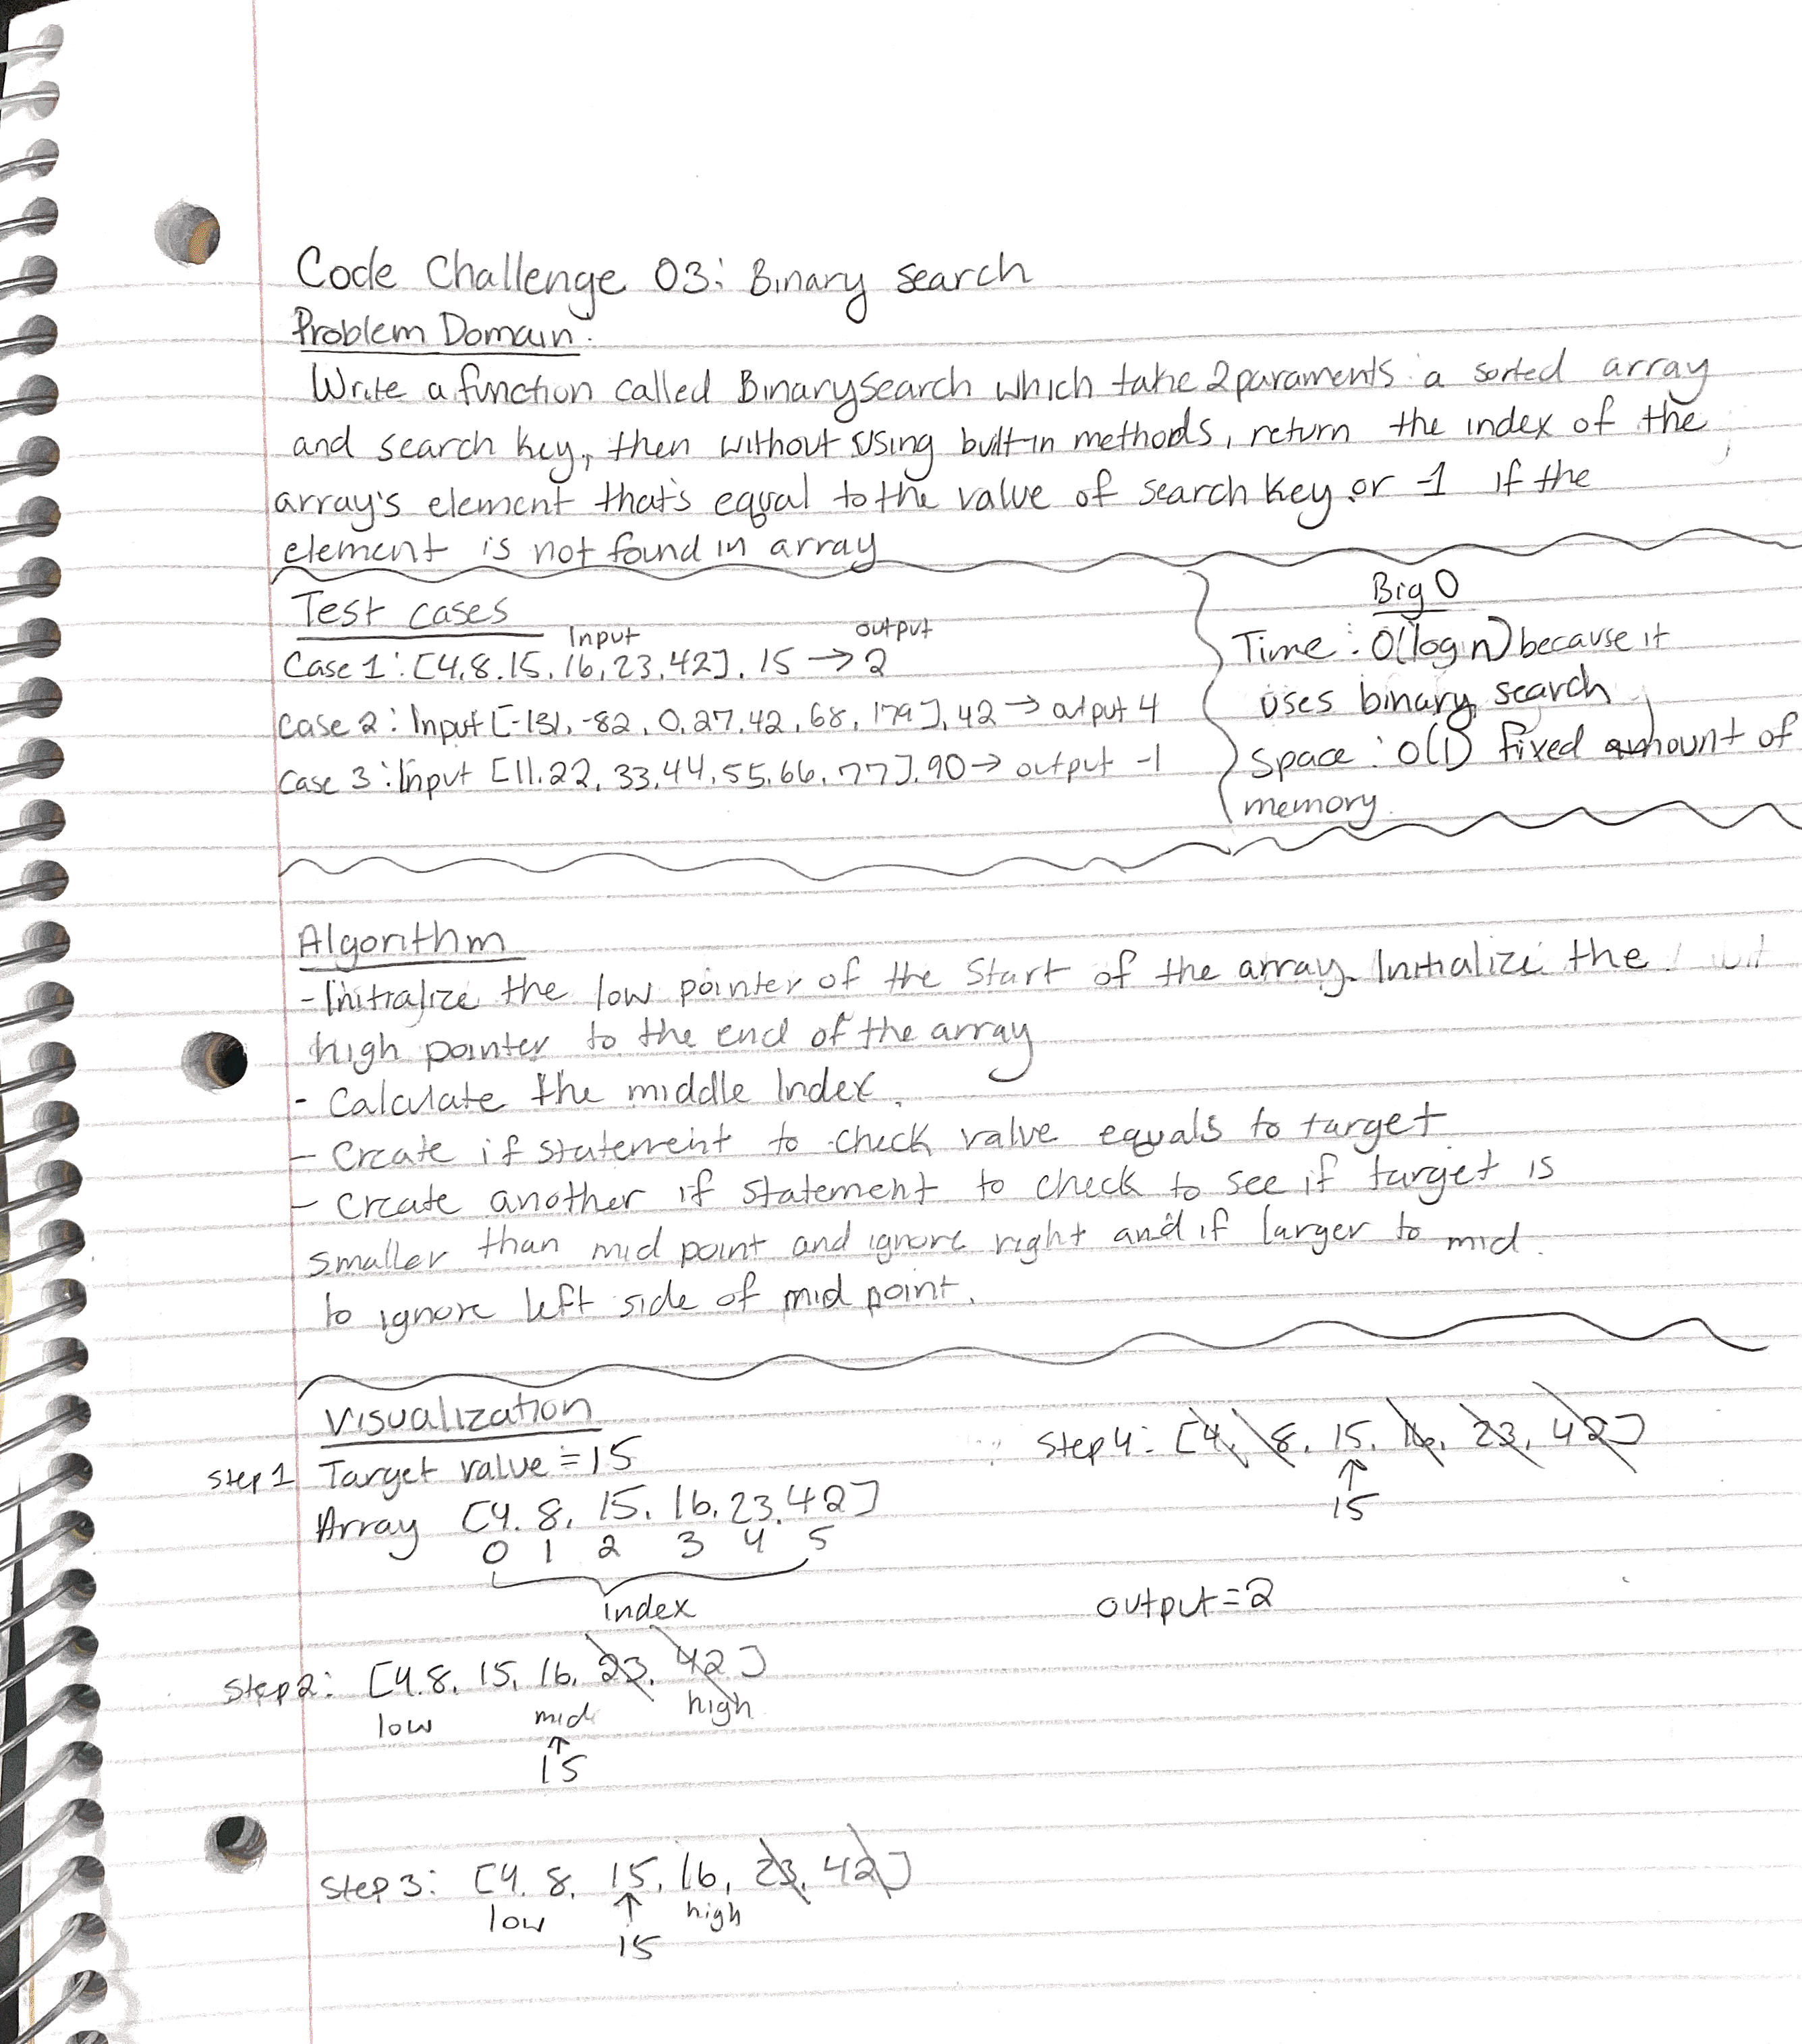 Code Challenge 03: Binary Search
Problem Domain:
Write a function called BinarySearch which take 2 paraments: a sorted array
and search key, then without using built-in methods, return the index of the
array's element that's equal to the value of search key or -1 if the
element is not found in array
Test cases
Input output
Case 1: [4,8.15,16,23,42], 15 → 2
Case 2: Input [-131, -82, 0,27,42, 68, 179], 42 → output 4
Case 3: Input [11.22, 33,44,55,66, 77], 90 → output -1
Big O
Time: O(log n) because it
uses binary search
Space: O(1) fixed amount of
memory.
Algorithm
- Initialize the low pointer of the Start of the array. Initialize the
high pointer to the end of the array
- Calculate the middle Index.
- Create if statement to check value equals to target
- Create another if statement to check to see if target is
smaller than mid point and ignore right and if larger to mid
to ignore left side of mid point.
Visualization
Step 1 Target value = 15
Array [4. 8, 15. 16, 23, 42]
0 1 2 3 4 5
index
Step 2: [4.8, 15, 16, 23, 42]
low mid high
↑
15
Step 3: [4. 8, 15, 16, 23, 42]
low ↑ high
15
Step 4: [4, 8, 15, 16, 23, 42]
↑
15
output = 2